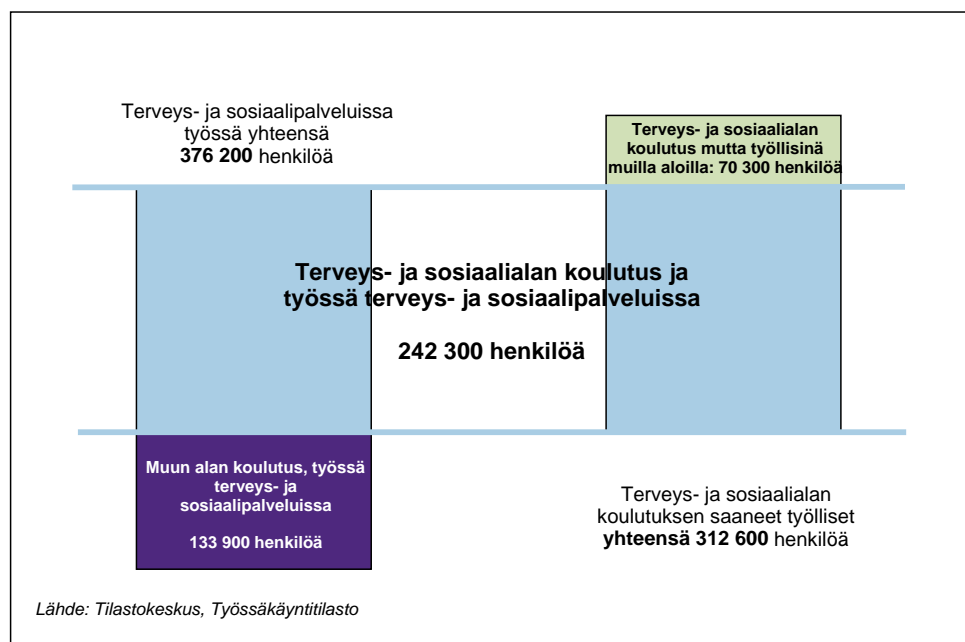 Terveys- ja sosiaalipalveluissa
työssä yhteensä
376 200 henkilöä
Terveys- ja sosiaalialan
koulutus mutta työllisinä
muilla aloilla: 70 300 henkilöä
Terveys- ja sosiaalialan koulutus ja
työssä terveys- ja sosiaalipalveluissa
242 300 henkilöä
Muun alan koulutus, työssä
terveys- ja
sosiaalipalveluissa
133 900 henkilöä
Terveys- ja sosiaalialan
koulutuksen saaneet työlliset
yhteensä 312 600 henkilöä
Lähde: Tilastokeskus, Työssäkäyntitilasto